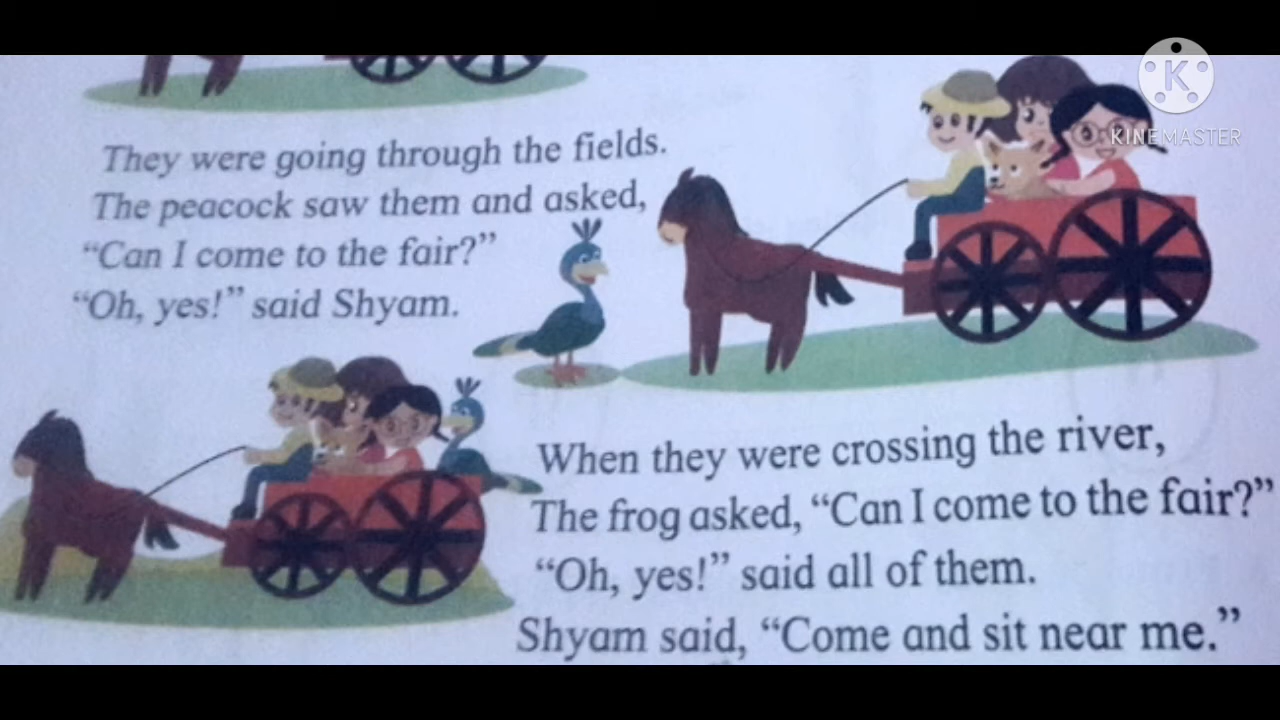 KINEMASTER
They were going through the fields.
The peacock saw them and asked,
“Can I come to the fair?”
“Oh, yes!” said Shyam.
When they were crossing the river,
The frog asked, “Can I come to the fair?”
“Oh, yes!” said all of them.
Shyam said, “Come and sit near me.”